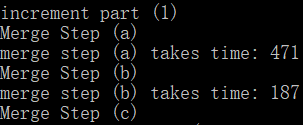 increment part (1)
Merge Step (a)
merge step (a) takes time: 471
Merge Step (b)
merge step (b) takes time: 187
Merge Step (c)